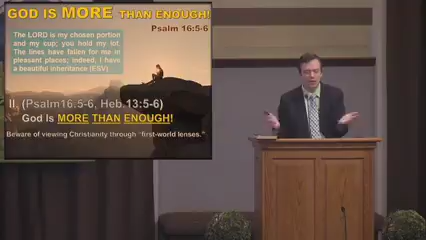 GOD IS MORE THAN ENOUGH!
Psalm 16:5-6
The LORD is my chosen portion
and my cup; you hold my lot.
The lines have fallen for me in
pleasant places; indeed, I have
a beautiful inheritance (ESV)
II. (Psalm16.5-6, Heb.13:5-6)
God Is MORE THAN ENOUGH!
Beware of viewing Christianity through “first-world lenses.”